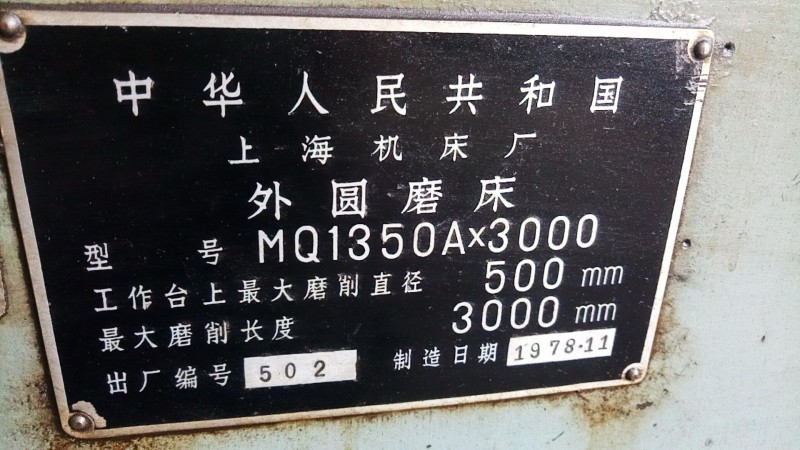 中华人民共和国
上海机床厂
外圆磨床
型号 MQ1350A×3000
工作台上最大磨削直径 500 mm
最大磨削长度 3000 mm
出厂编号 502 制造日期 1978·11